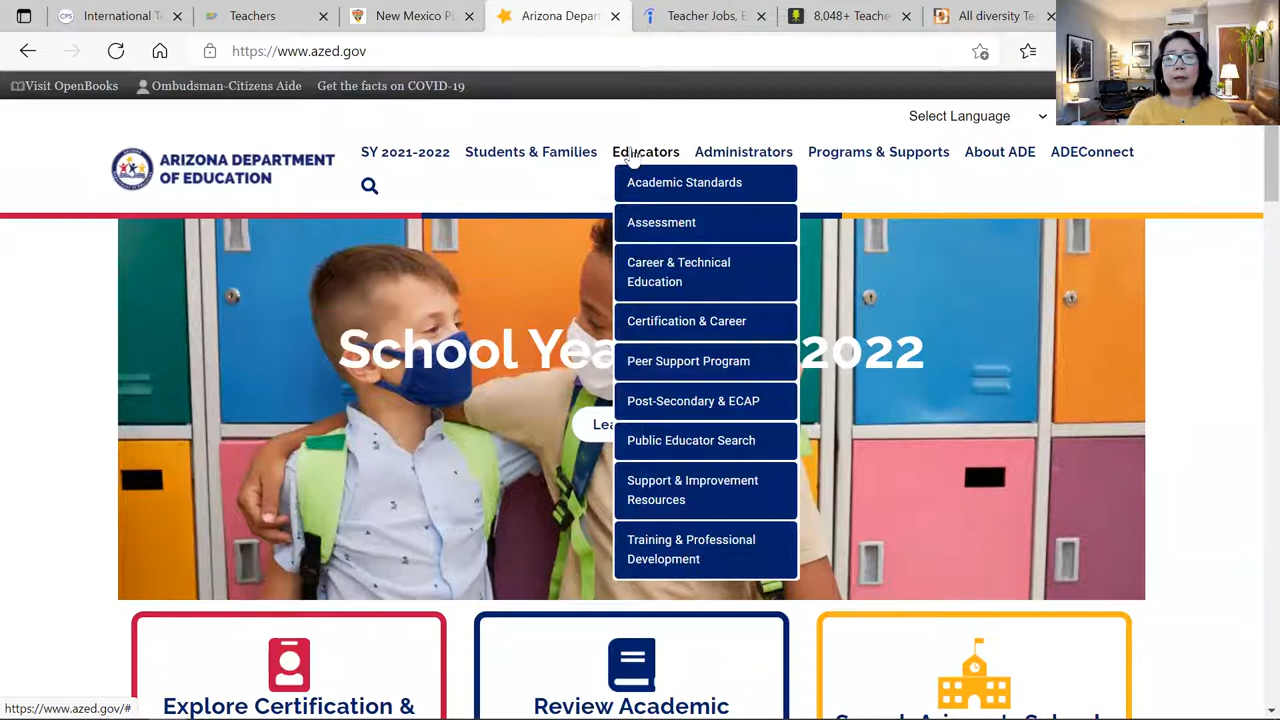 International T
Teachers
New Mexico P
Arizona Depar
Teacher Jobs, E
8,048+ Teache
All diversity Te
https://www.azed.gov
Visit OpenBooks
Ombudsman-Citizens Aide
Get the facts on COVID-19
Select Language
ARIZONA DEPARTMENT
OF EDUCATION
SY 2021-2022
Students & Families
Educators
Administrators
Programs & Supports
About ADE
ADEConnect
Academic Standards
Assessment
Career & Technical
Education
Certification & Career
Peer Support Program
Post-Secondary & ECAP
Public Educator Search
Support & Improvement
Resources
Training & Professional
Development
School Yea 2022
Lea
Explore Certification &
Review Academic
https://www.azed.gov/#